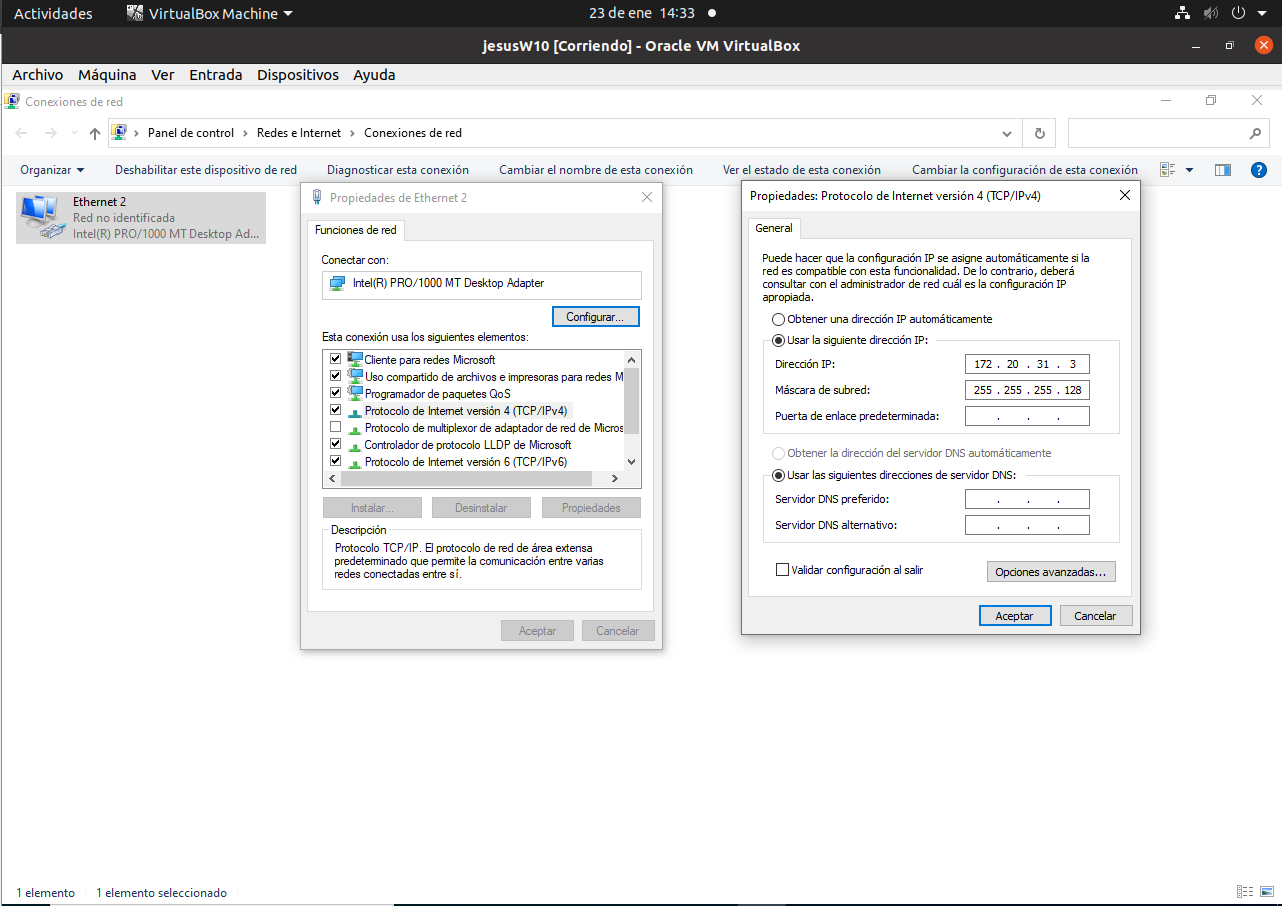 Actividades
VirtualBox Machine
23 de ene 14:33
jesusW10 [Corriendo] - Oracle VM VirtualBox
Archivo Máquina Ver Entrada Dispositivos Ayuda
Conexiones de red
Panel de control › Redes e Internet › Conexiones de red
Organizar
Deshabilitar este dispositivo de red
Diagnosticar esta conexión
Cambiar el nombre de esta conexión
Ver el estado de esta conexión
Cambiar la configuración de esta conexión
Ethernet 2
Red no identificada
Intel(R) PRO/1000 MT Desktop Ad...
Propiedades de Ethernet 2
Funciones de red
Conectar con:
Intel(R) PRO/1000 MT Desktop Adapter
Configurar...
Esta conexión usa los siguientes elementos:
Cliente para redes Microsoft
Uso compartido de archivos e impresoras para redes M
Programador de paquetes QoS
Protocolo de Internet versión 4 (TCP/IPv4)
Protocolo de multiplexor de adaptador de red de Micros
Controlador de protocolo LLDP de Microsoft
Protocolo de Internet versión 6 (TCP/IPv6)
Instalar...
Desinstalar
Propiedades
Descripción
Protocolo TCP/IP. El protocolo de red de área extensa
predeterminado que permite la comunicación entre varias
redes conectadas entre sí.
Aceptar
Cancelar
Propiedades: Protocolo de Internet versión 4 (TCP/IPv4)
General
Puede hacer que la configuración IP se asigne automáticamente si la
red es compatible con esta funcionalidad. De lo contrario, deberá
consultar con el administrador de red cuál es la configuración IP
apropiada.
Obtener una dirección IP automáticamente
Usar la siguiente dirección IP:
Dirección IP: 172 . 20 . 31 . 3
Máscara de subred: 255 . 255 . 255 . 128
Puerta de enlace predeterminada: . . .
Obtener la dirección del servidor DNS automáticamente
Usar las siguientes direcciones de servidor DNS:
Servidor DNS preferido: . . .
Servidor DNS alternativo: . . .
Validar configuración al salir
Opciones avanzadas...
Aceptar
Cancelar
1 elemento
1 elemento seleccionado